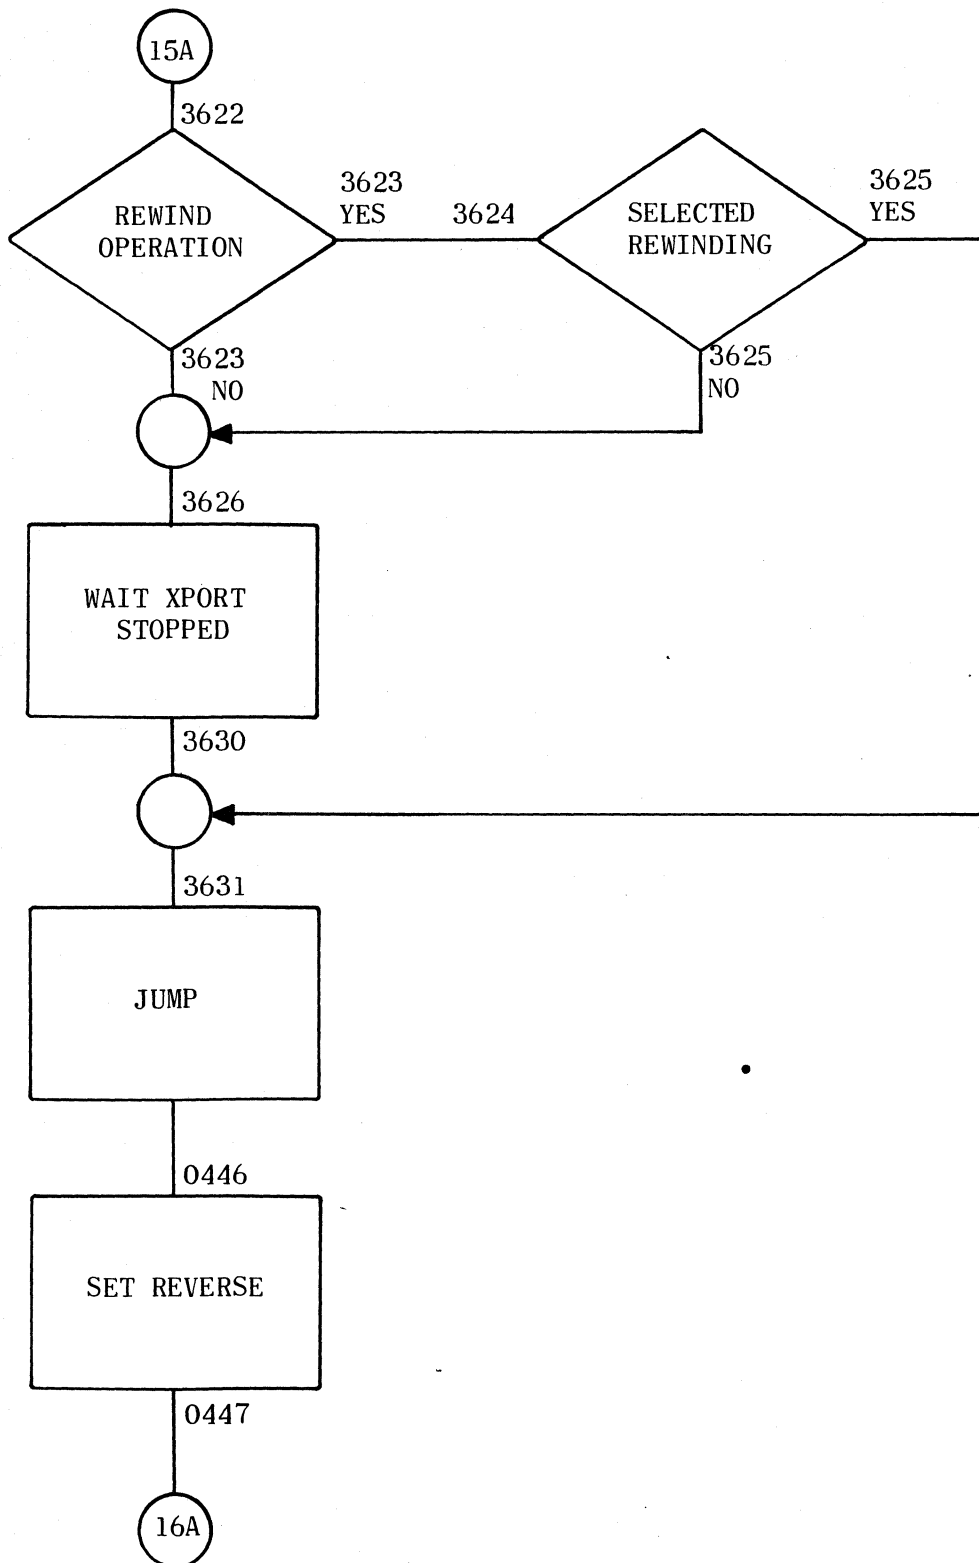 15A
3622
REWIND
OPERATION
3623
YES
3624
SELECTED
REWINDING
3625
YES
3623
NO
3625
NO
3626
WAIT XPORT
STOPPED
3630
3631
JUMP
0446
SET REVERSE
0447
16A